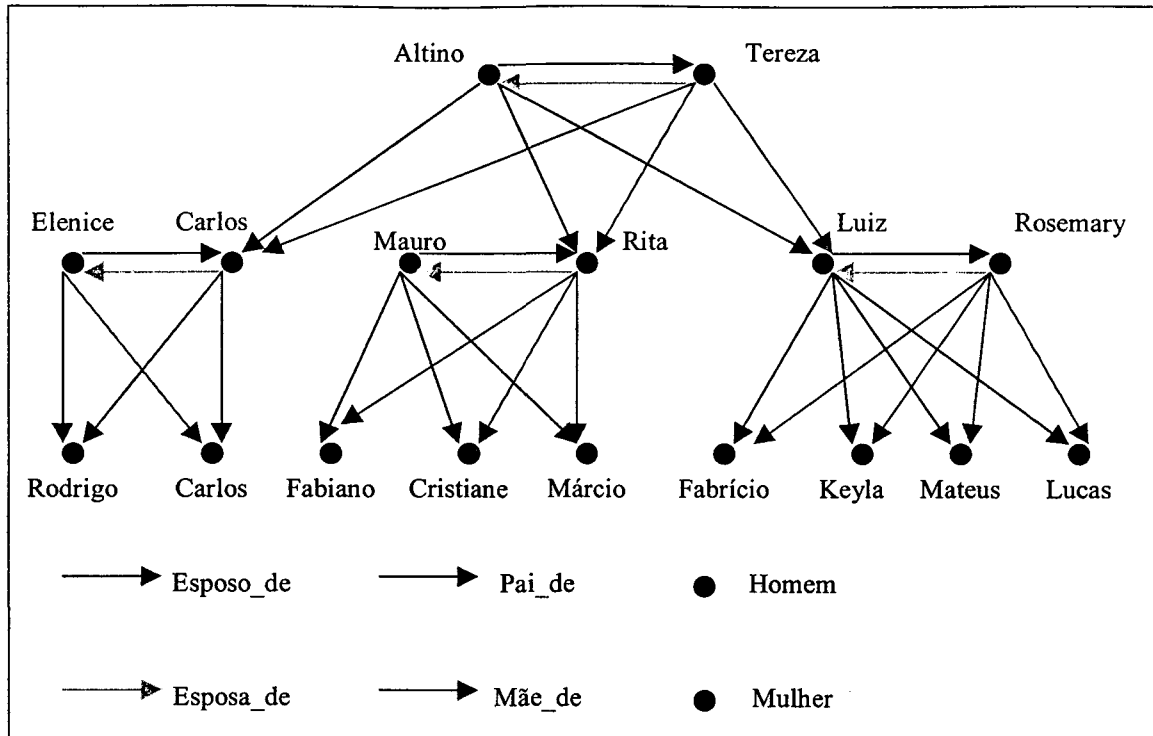 Altino Tereza
Elenice Carlos Mauro Rita Luiz Rosemary
Rodrigo Carlos Fabiano Cristiane Márcio Fabrício Keyla Mateus Lucas
Esposo_de Pai_de Homem
Esposa_de Mãe_de Mulher